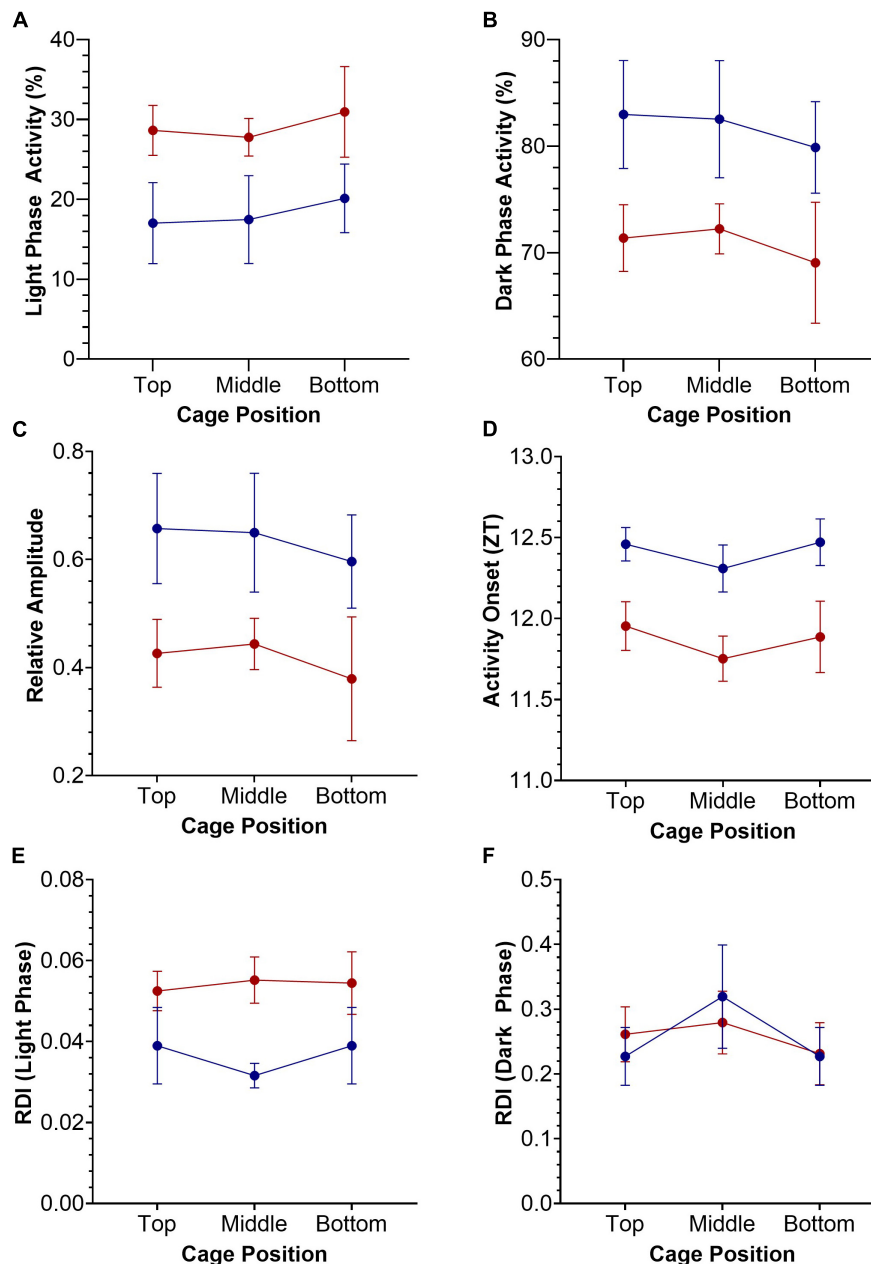 A
Light Phase Activity (%)
40
30
20
10
0
Top Middle Bottom
Cage Position
B
Dark Phase Activity (%)
90
80
70
60
Top Middle Bottom
Cage Position
C
Relative Amplitude
0.8
0.6
0.4
0.2
Top Middle Bottom
Cage Position
D
Activity Onset (ZT)
13.0
12.5
12.0
11.5
11.0
Top Middle Bottom
Cage Position
E
RDI (Light Phase)
0.08
0.06
0.04
0.02
0.00
Top Middle Bottom
Cage Position
F
RDI (Dark Phase)
0.5
0.4
0.3
0.2
0.1
0.0
Top Middle Bottom
Cage Position